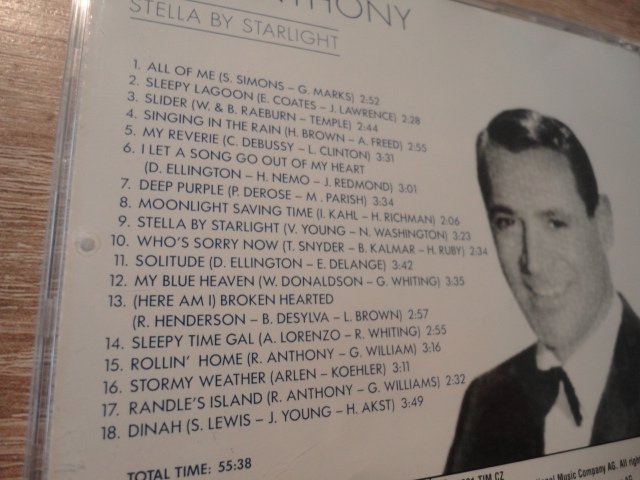 ANTHONY
STELLA BY STARLIGHT
1. ALL OF ME (S. SIMONS – G. MARKS) 2:52
2. SLEEPY LAGOON (E. COATES – J. LAWRENCE) 2:28
3. SLIDER (W. & B. RAEBURN – TEMPLE) 2:44
4. SINGING IN THE RAIN (H. BROWN – A. FREED) 2:55
5. MY REVERIE (C. DEBUSSY – L. CLINTON) 3:31
6. I LET A SONG GO OUT OF MY HEART
(D. ELLINGTON – H. NEMO – J. REDMOND) 3:01
7. DEEP PURPLE (P. DEROSE – M. PARISH) 3:34
8. MOONLIGHT SAVING TIME (I. KAHL – H. RICHMAN) 2:06
9. STELLA BY STARLIGHT (V. YOUNG – N. WASHINGTON) 3:23
10. WHO'S SORRY NOW (T. SNYDER – B. KALMAR – H. RUBY) 2:34
11. SOLITUDE (D. ELLINGTON – E. DELANGE) 3:42
12. MY BLUE HEAVEN (W. DONALDSON – G. WHITING) 3:35
13. (HERE AM I) BROKEN HEARTED
(R. HENDERSON – B. DESYLVA – L. BROWN) 2:57
14. SLEEPY TIME GAL (A. LORENZO – R. WHITING) 2:55
15. ROLLIN' HOME (R. ANTHONY – G. WILLIAM) 3:16
16. STORMY WEATHER (ARLEN – KOEHLER) 3:11
17. RANDLE'S ISLAND (R. ANTHONY – G. WILLIAMS) 2:32
18. DINAH (S. LEWIS – J. YOUNG – H. AKST) 3:49
TOTAL TIME: 55:38
TIM CZ
Music Company AG. All